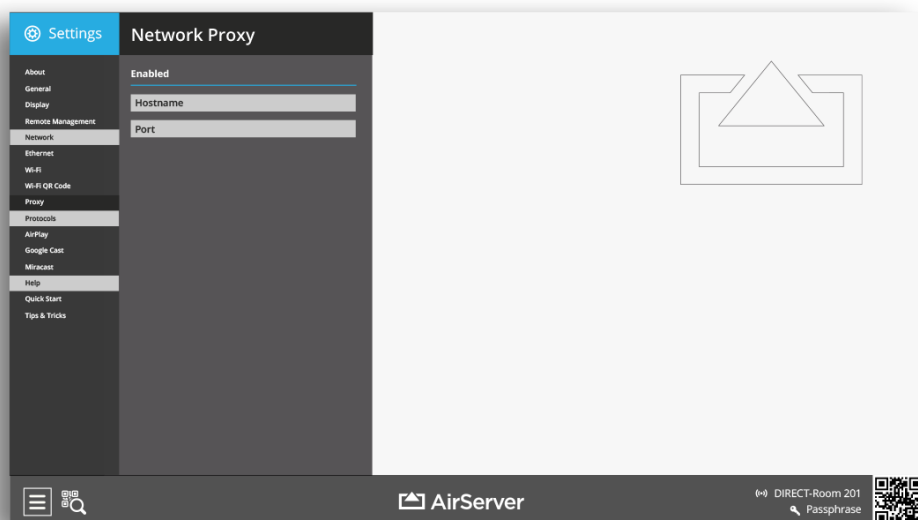 Settings
Network Proxy
About
General
Display
Remote Management
Network
Ethernet
Wi-Fi
Wi-Fi QR Code
Proxy
Protocols
AirPlay
Google Cast
Miracast
Help
Quick Start
Tips & Tricks
Enabled
Hostname
Port
AirServer
DIRECT-Room 201
Passphrase